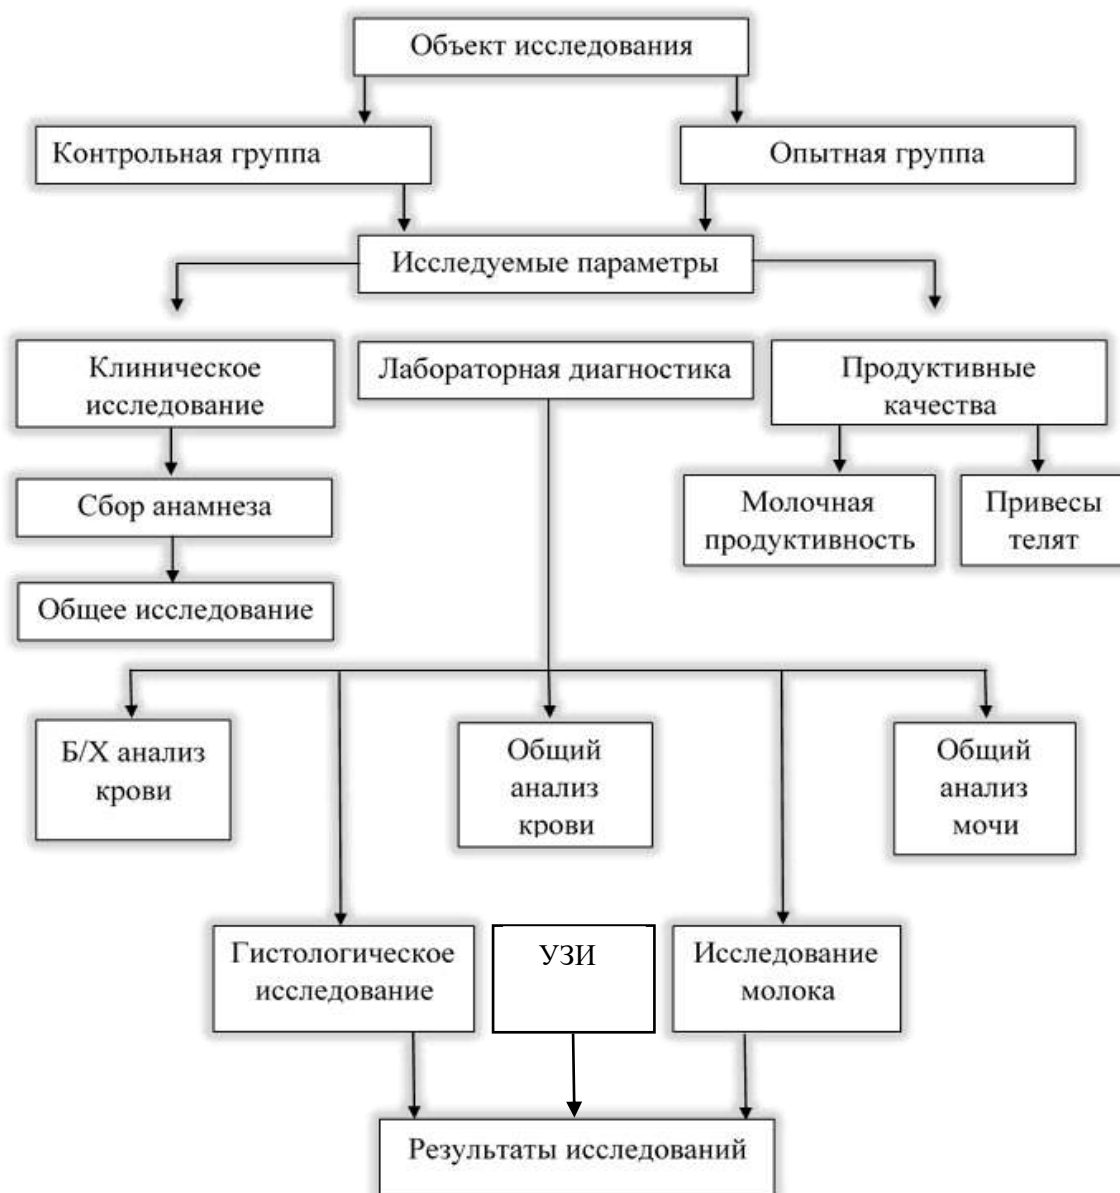 Объект исследования
Контрольная группа
Опытная группа
Исследуемые параметры
Клиническое
исследование
Лабораторная диагностика
Продуктивные
качества
Сбор анамнеза
Молочная
продуктивность
Привесы
телят
Общее исследование
Б/Х анализ
крови
Общий
анализ
крови
Общий
анализ
мочи
Гистологическое
исследование
УЗИ
Исследование
молока
Результаты исследований